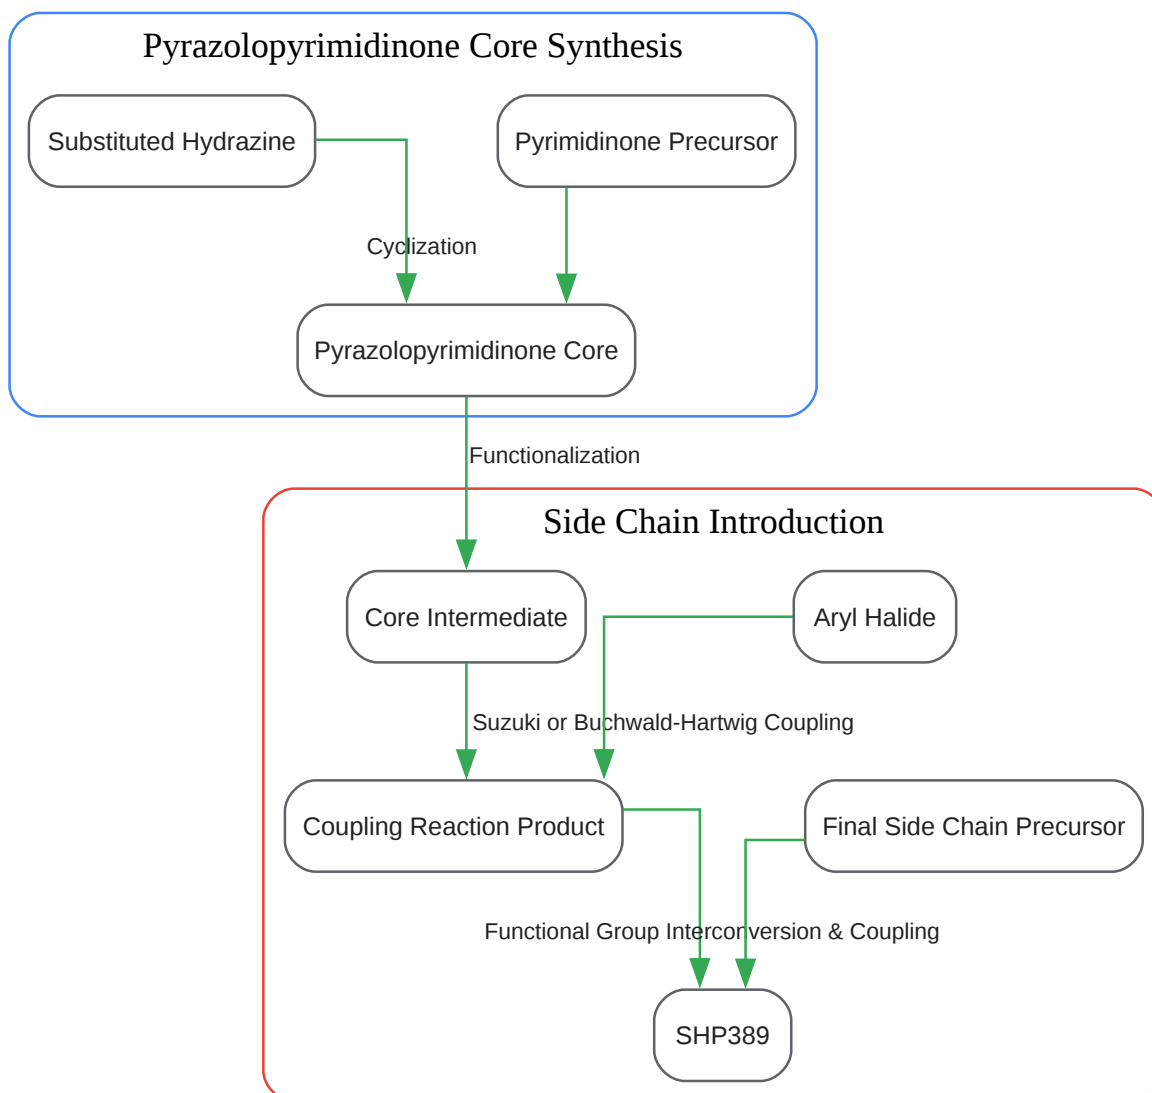 Pyrazolopyrimidinone Core Synthesis
Substituted Hydrazine
Pyrimidinone Precursor
Cyclization
Pyrazolopyrimidinone Core
Functionalization
Side Chain Introduction
Core Intermediate
Aryl Halide
Suzuki or Buchwald-Hartwig Coupling
Coupling Reaction Product
Final Side Chain Precursor
Functional Group Interconversion & Coupling
SHP389